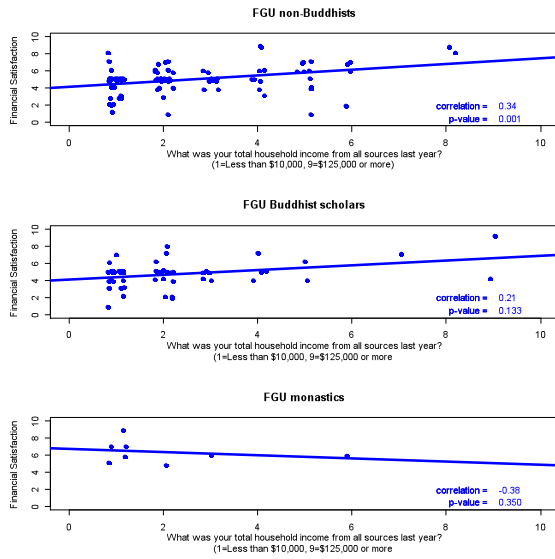 FGU non-Buddhists
Financial Satisfaction
10
8
6
4
2
0
0 2 4 6 8 10
correlation = 0.34
p-value = 0.001
What was your total household income from all sources last year?
(1=Less than $10,000, 9=$125,000 or more)
FGU Buddhist scholars
Financial Satisfaction
10
8
6
4
2
0
0 2 4 6 8 10
correlation = 0.21
p-value = 0.133
What was your total household income from all sources last year?
(1=Less than $10,000, 9=$125,000 or more
FGU monastics
Financial Satisfaction
10
8
6
4
2
0
0 2 4 6 8 10
correlation = -0.38
p-value = 0.350
What was your total household income from all sources last year?
(1=Less than $10,000, 9=$125,000 or more